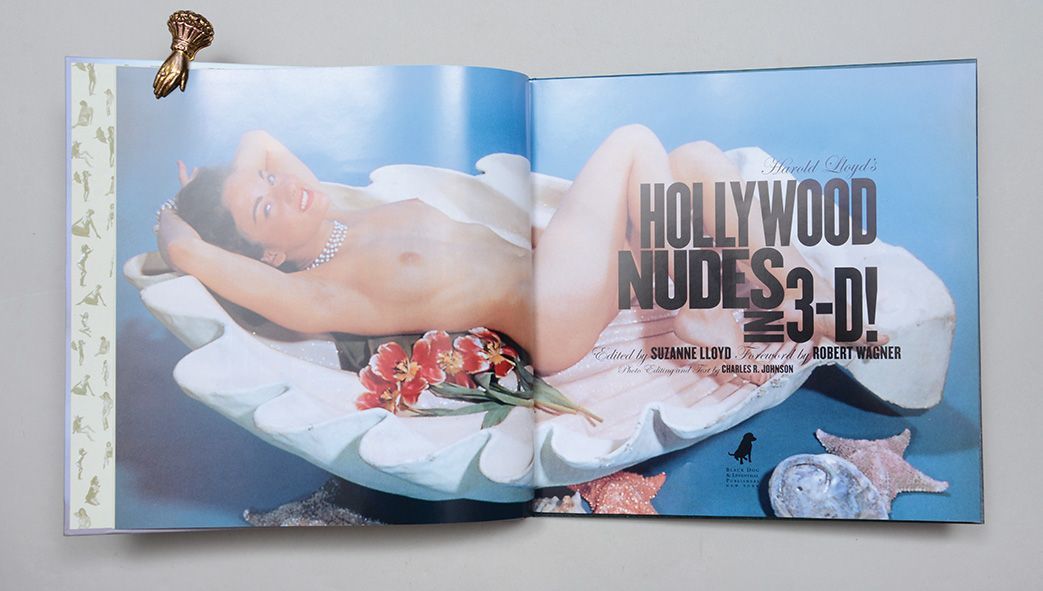 Harold Lloyd's
HOLLYWOOD
NUDES
IN 3-D!
Edited by SUZANNE LLOYD Foreword by ROBERT WAGNER
Photo Editing and Text by CHARLES R. JOHNSON
BLACK DOG
& LEVENTHAL
PUBLISHERS
NEW YORK